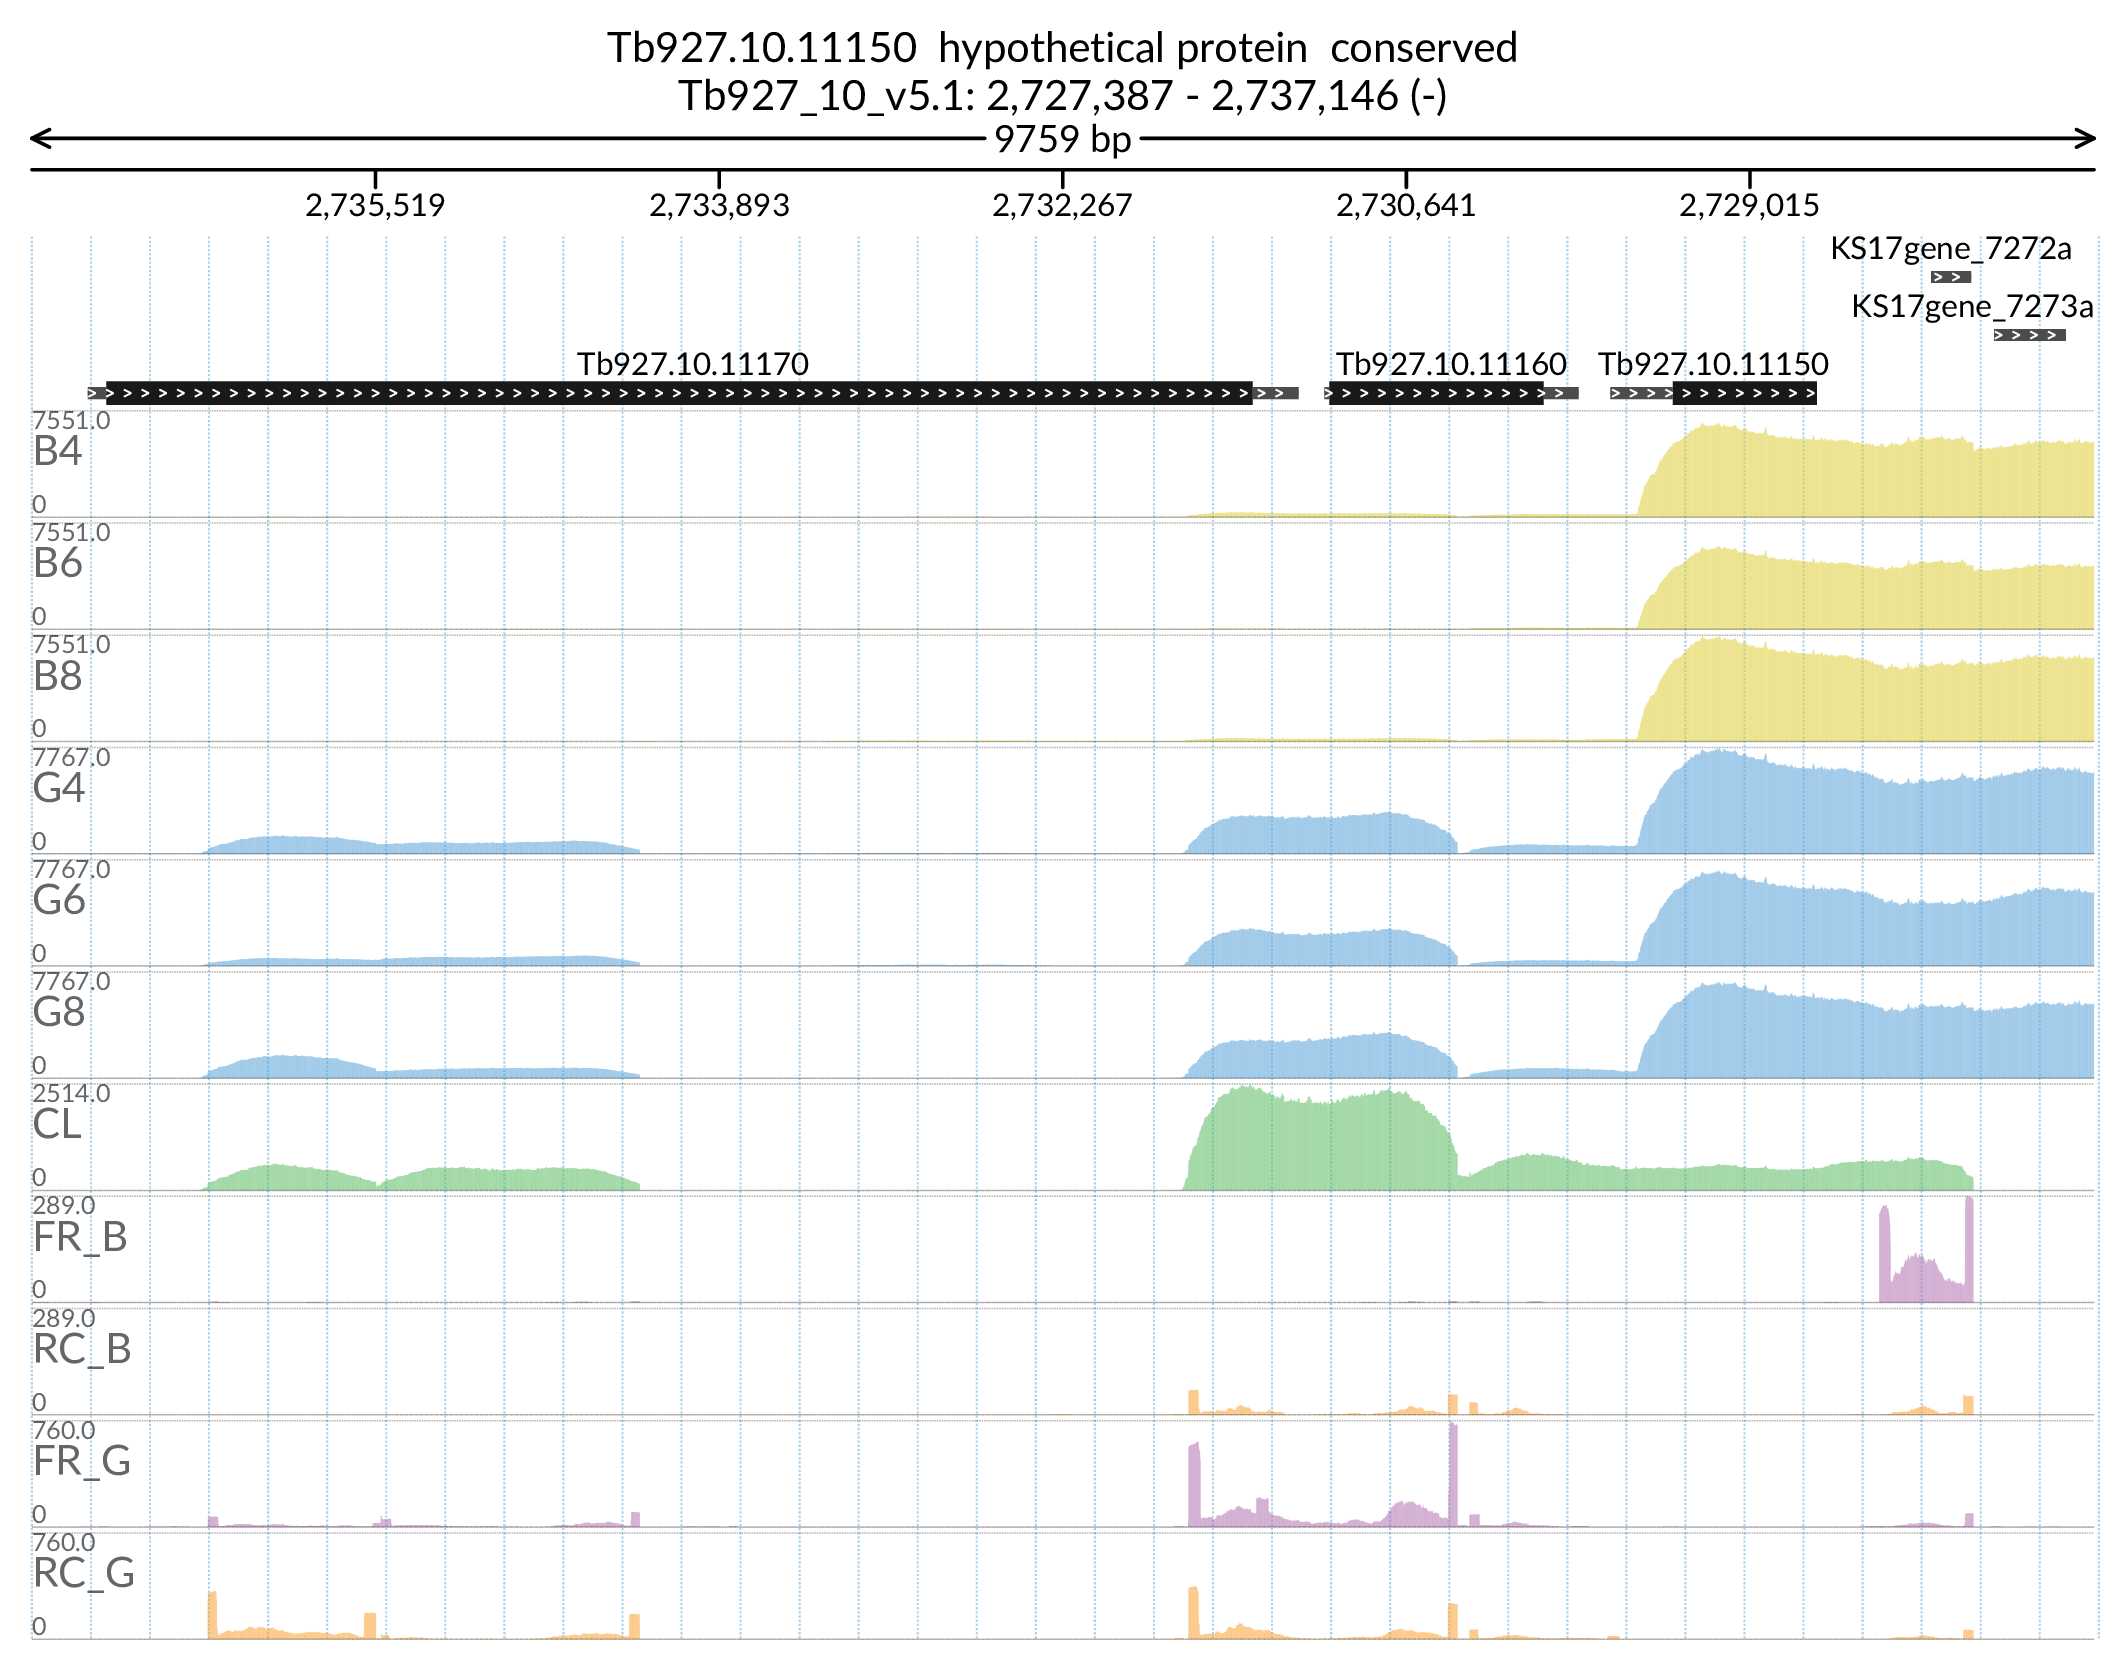 Tb927.10.11150  hypothetical protein  conserved
Tb927_10_v5.1: 2,727,387 - 2,737,146 (-)
9759 bp
2,735,519 2,733,893 2,732,267 2,730,641 2,729,015
KS17gene_7272a
KS17gene_7273a
Tb927.10.11170 Tb927.10.11160 Tb927.10.11150
7551.0
B4
0
7551.0
B6
0
7551.0
B8
0
7767.0
G4
0
7767.0
G6
0
7767.0
G8
0
2514.0
CL
0
289.0
FR_B
0
289.0
RC_B
0
760.0
FR_G
0
760.0
RC_G
0